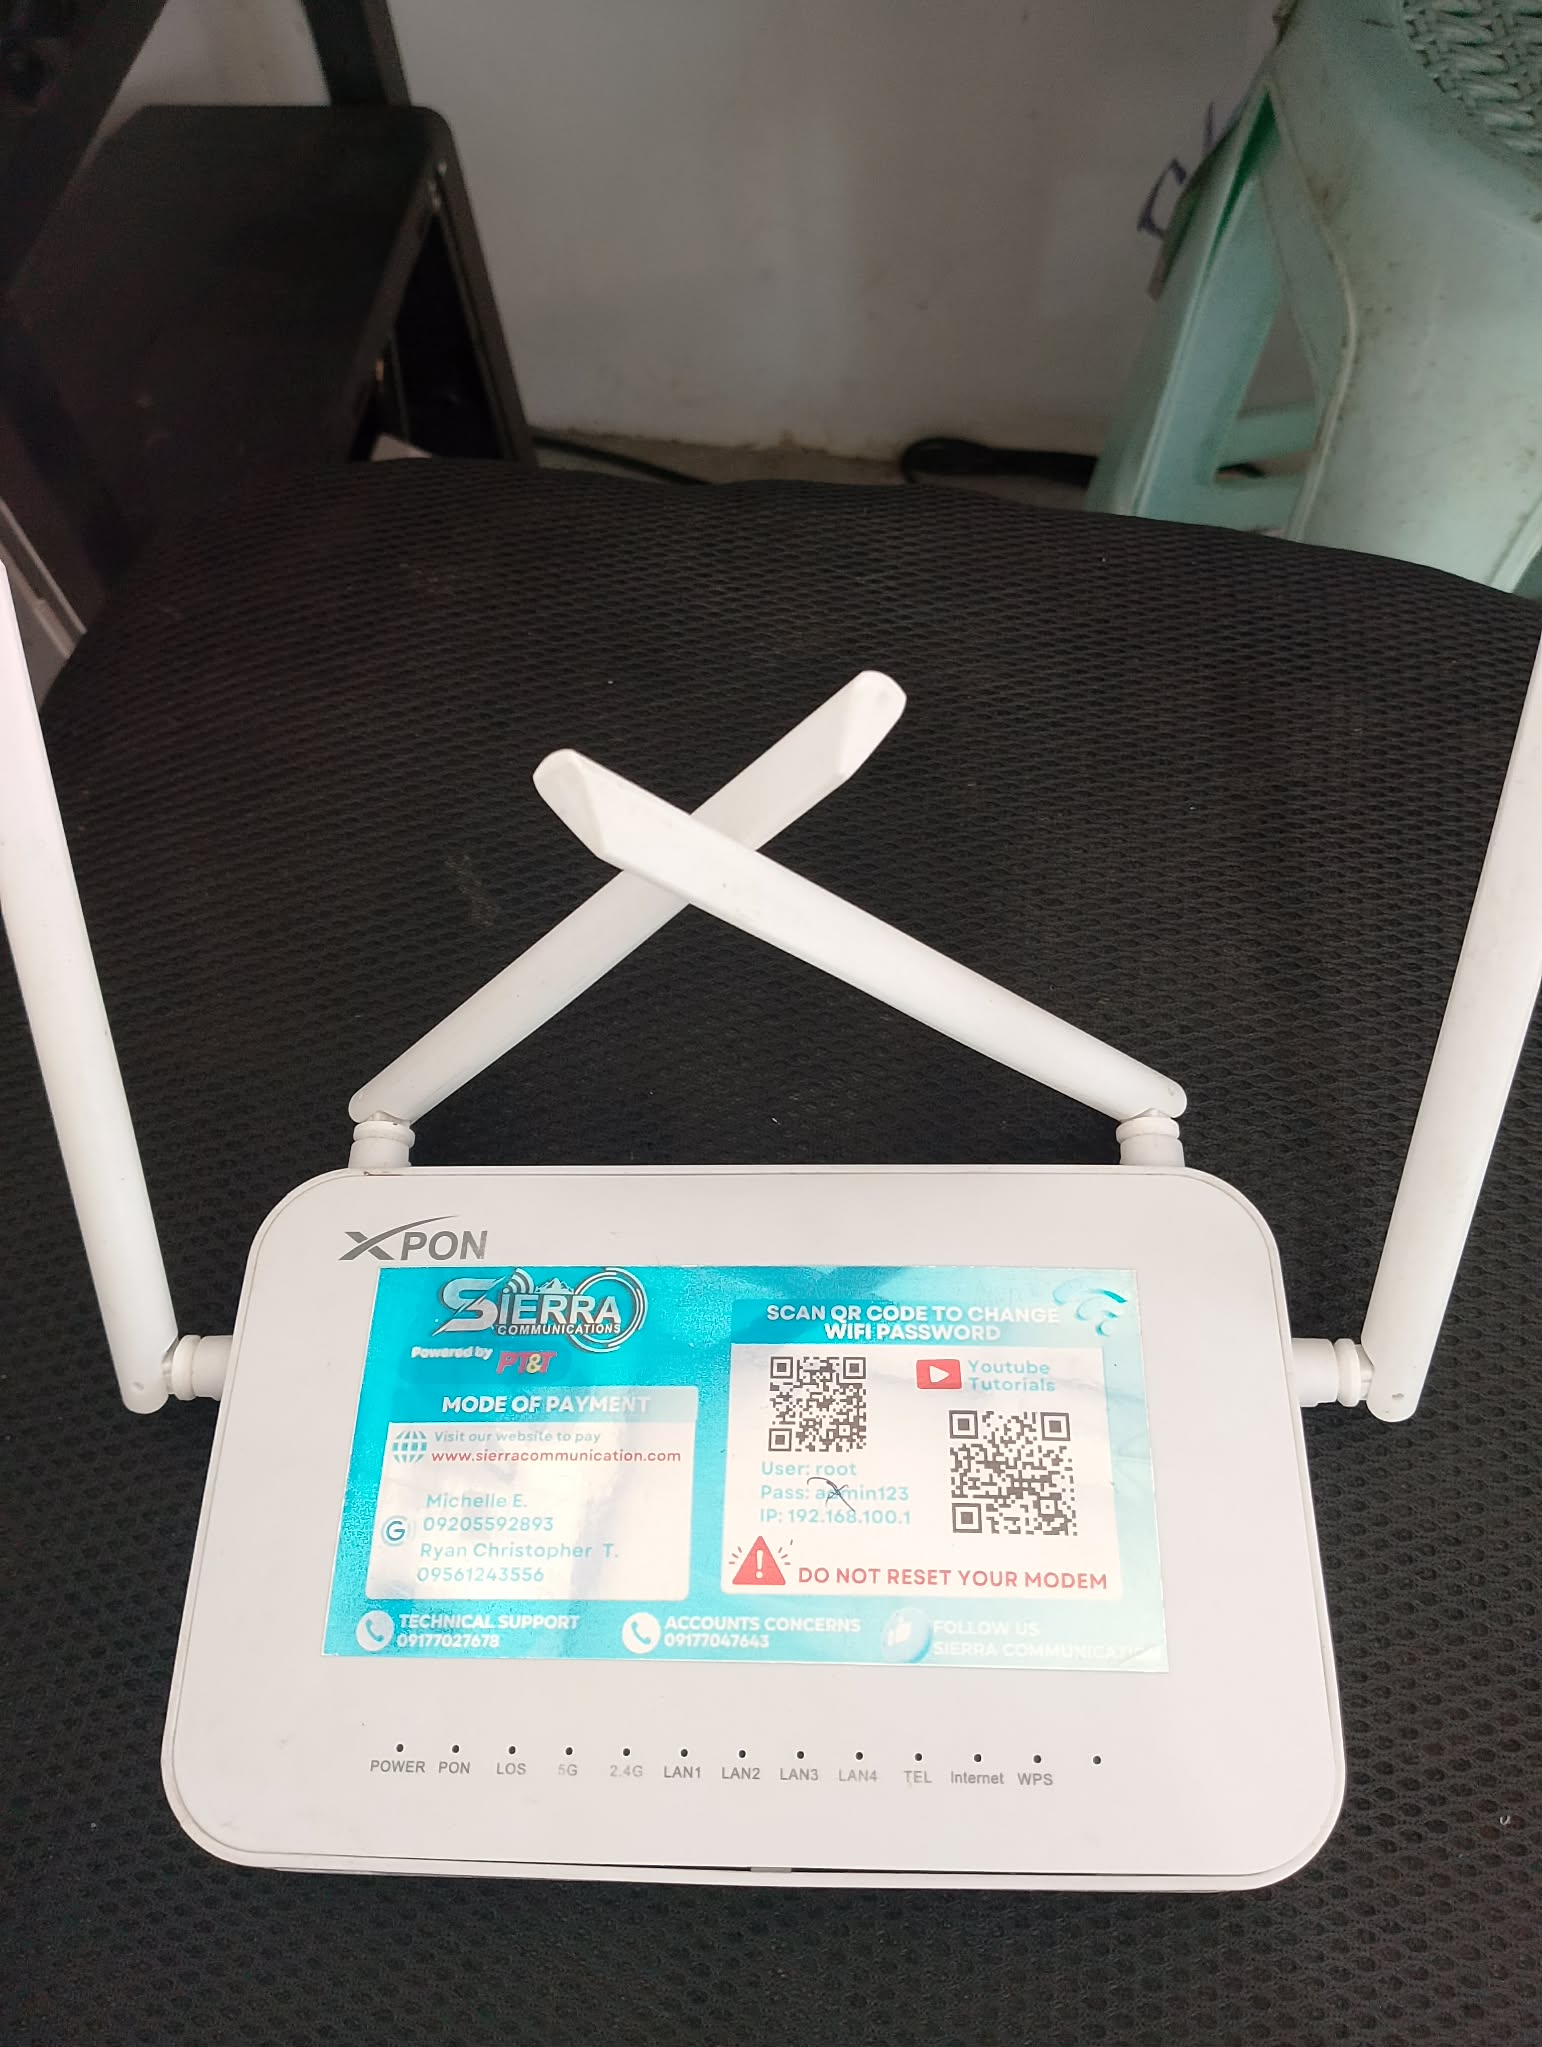 XPON
SIERRA
COMMUNICATIONS
Powered by PT&T
MODE OF PAYMENT
Visit our website to pay
www.sierracommunication.com
Michelle E.
09205592893
Ryan Christopher T.
09561243556
SCAN QR CODE TO CHANGE
WIFI PASSWORD
Youtube
Tutorials
User: root
Pass: admin123
IP: 192.168.100.1
DO NOT RESET YOUR MODEM
TECHNICAL SUPPORT
09177027678
ACCOUNTS CONCERNS
09177047643
FOLLOW US
SIERRA
POWER PON LOS 5G 2.4G LAN1 LAN2 LAN3 LAN4 TEL Internet WPS